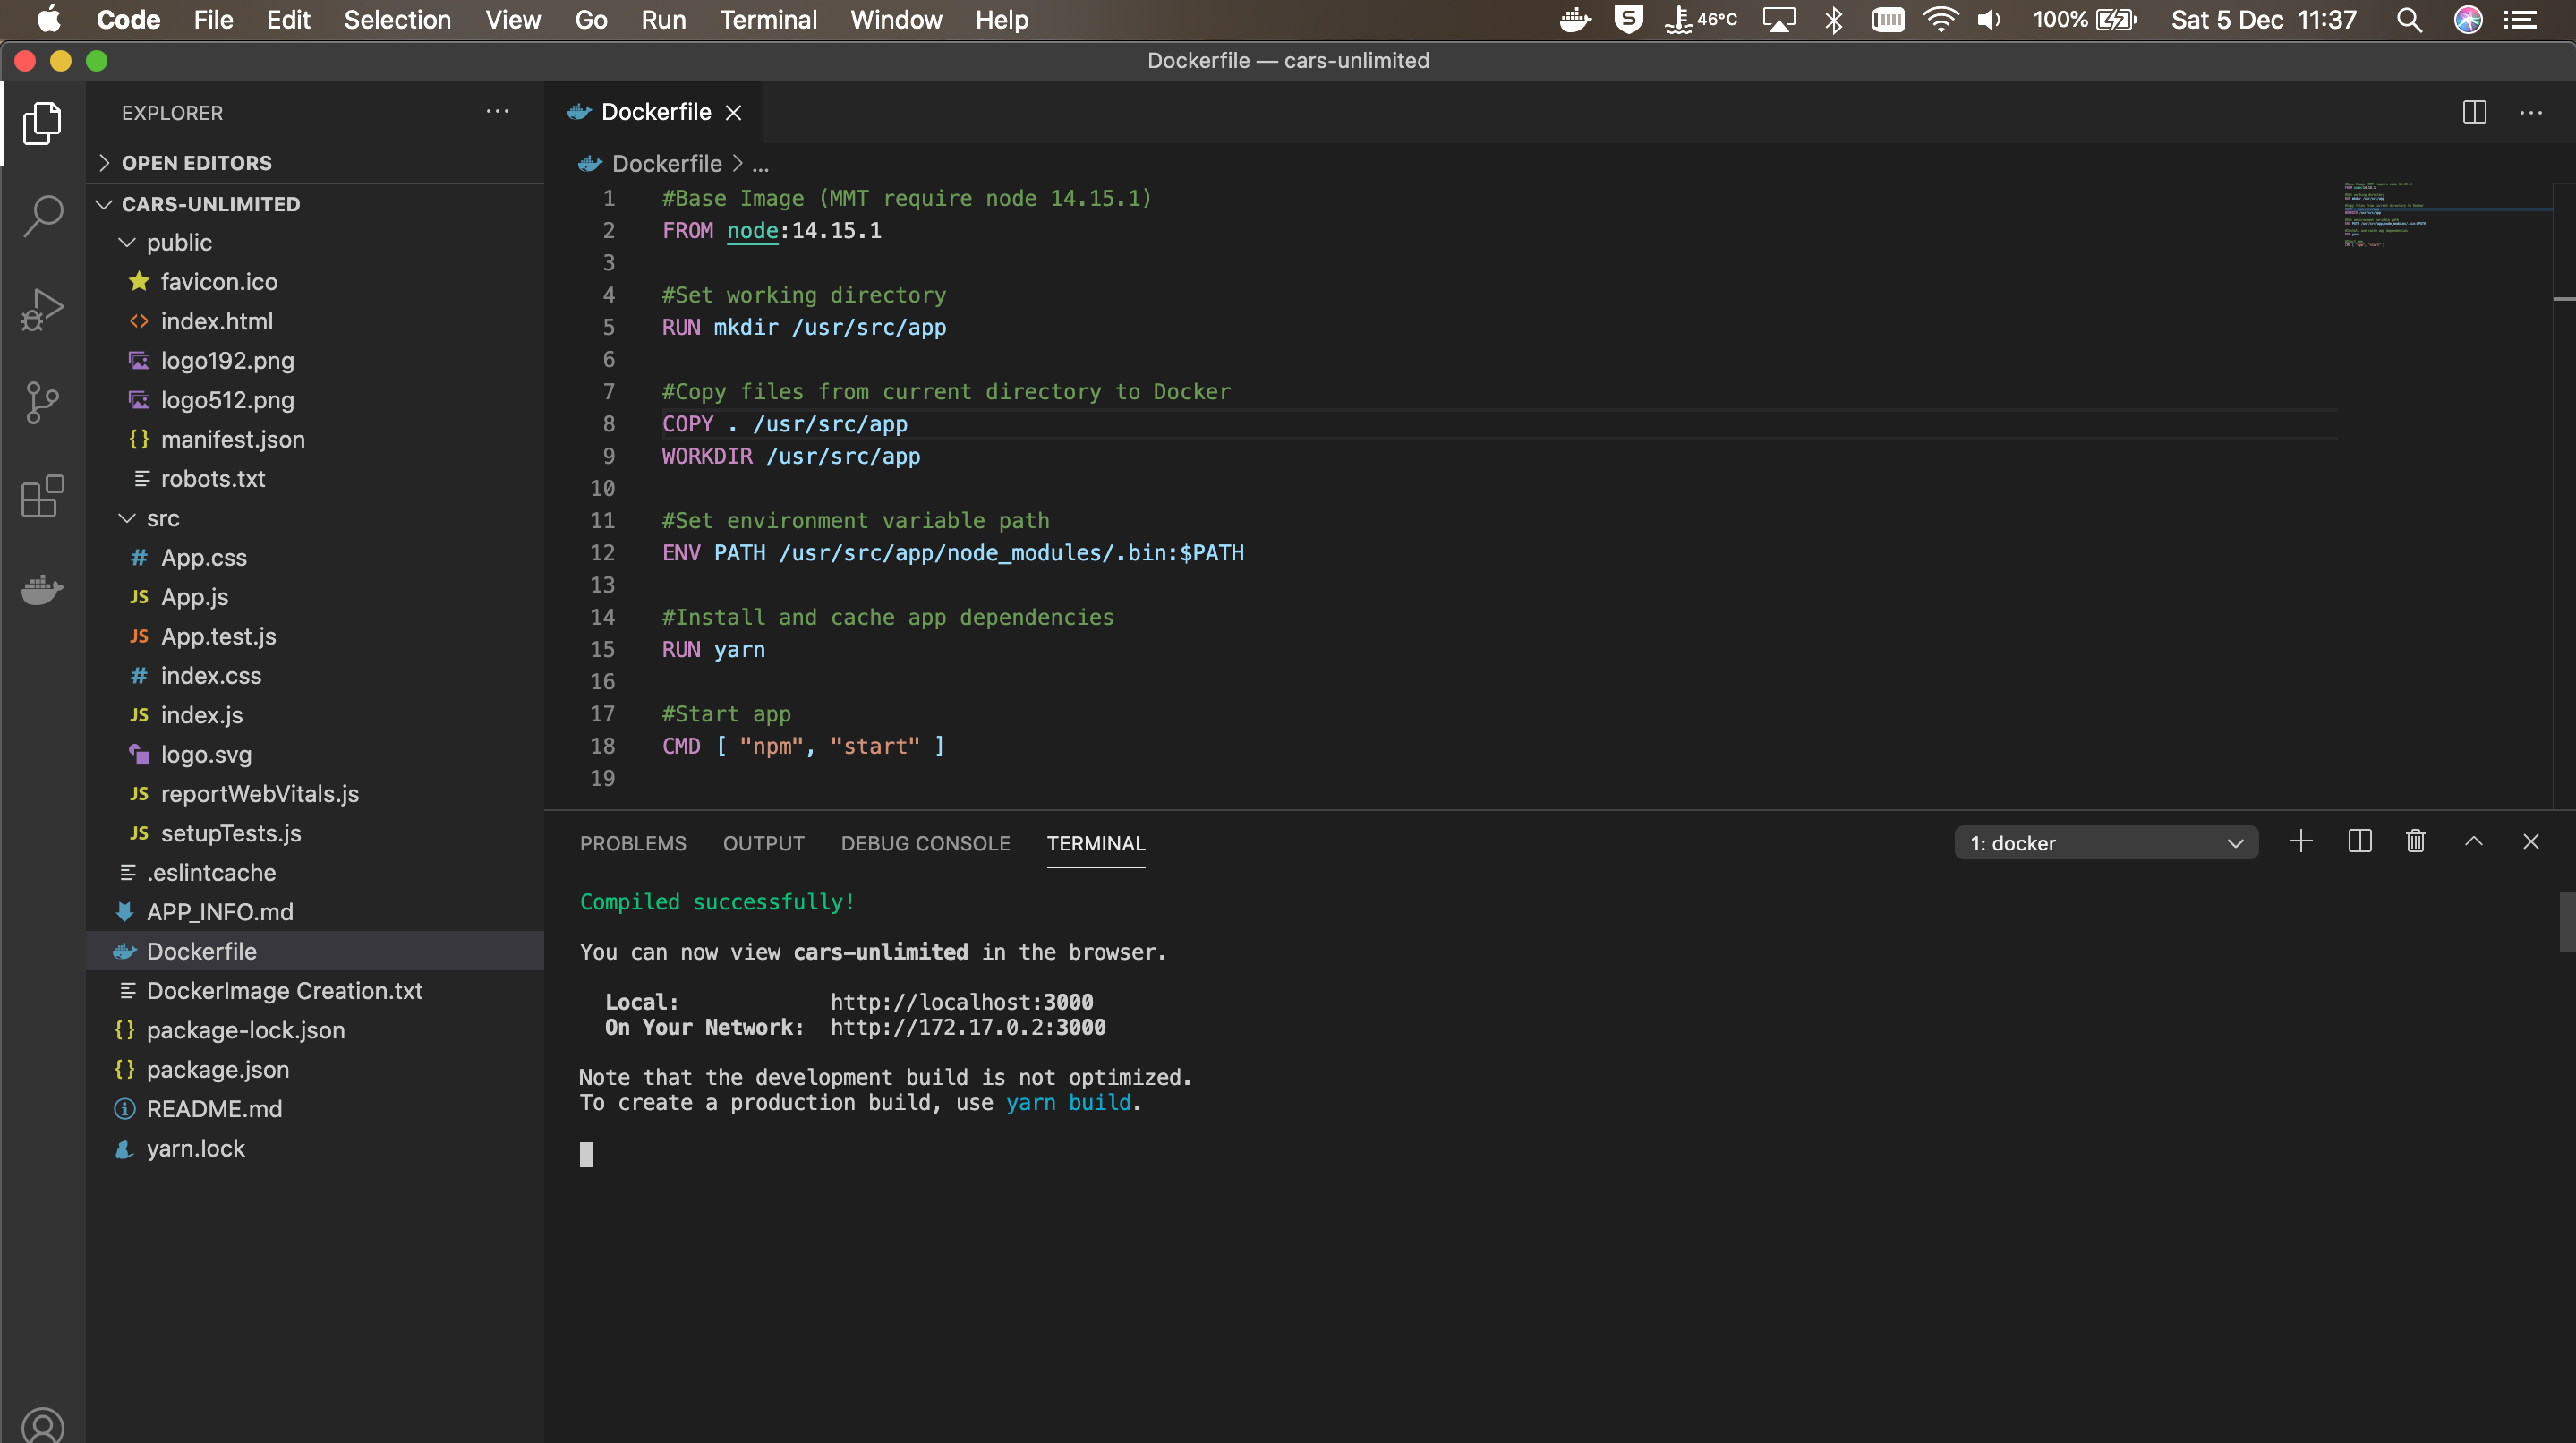 Code File Edit Selection View Go Run Terminal Window Help 46°C 100% Sat 5 Dec 11:37
Dockerfile — cars-unlimited
EXPLORER
OPEN EDITORS
CARS-UNLIMITED
public
favicon.ico
index.html
logo192.png
logo512.png
manifest.json
robots.txt
src
App.css
App.js
App.test.js
index.css
index.js
logo.svg
reportWebVitals.js
setupTests.js
.eslintcache
APP_INFO.md
Dockerfile
DockerImage Creation.txt
package-lock.json
package.json
README.md
yarn.lock
Dockerfile
Dockerfile > ...
1 #Base Image (MMT require node 14.15.1)
2 FROM node:14.15.1
3
4 #Set working directory
5 RUN mkdir /usr/src/app
6
7 #Copy files from current directory to Docker
8 COPY . /usr/src/app
9 WORKDIR /usr/src/app
10
11 #Set environment variable path
12 ENV PATH /usr/src/app/node_modules/.bin:$PATH
13
14 #Install and cache app dependencies
15 RUN yarn
16
17 #Start app
18 CMD [ "npm", "start" ]
19
PROBLEMS OUTPUT DEBUG CONSOLE TERMINAL 1: docker
Compiled successfully!
You can now view cars-unlimited in the browser.
Local: http://localhost:3000
On Your Network: http://172.17.0.2:3000
Note that the development build is not optimized.
To create a production build, use yarn build.